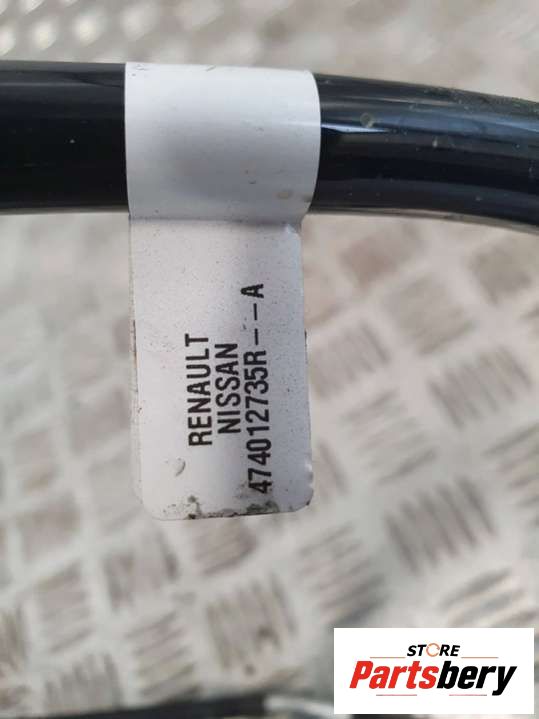 RENAULT
NISSAN
474012735R---A
STORE
Partsbery